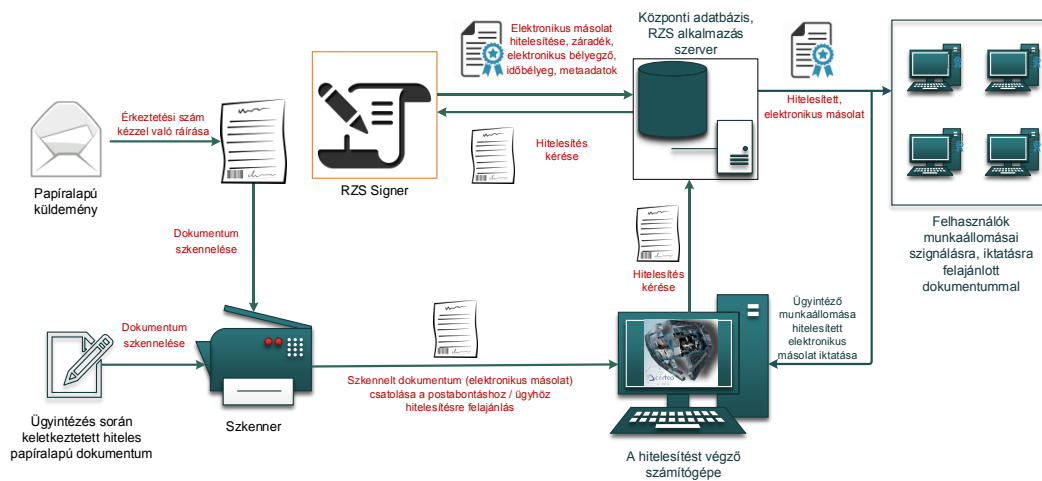 Elektronikus másolat
hitelesítése, záradék,
elektronikus bélyegző,
időbélyeg, metaadatok
Központi adatbázis,
RZS alkalmazás
szerver
Érkeztetési szám
kézzel való ráírása
Hitelesítés
kérése
Hitelesített,
elektronikus másolat
Papíralapú
küldemény
RZS Signer
Felhasználók
munkaállomásai
szignálásra, iktatásra
felajánlott
dokumentummal
Dokumentum
szkennelése
Hitelesítés
kérése
Ügyintéző
munkaállomása
hitelesített
elektronikus
másolat iktatása
Dokumentum
szkennelése
Szkennelt dokumentum (elektronikus másolat)
csatolása a postabontáshoz / ügyhöz
hitelesítésre felajánlás
Ügyintézés során
keletkeztetett hiteles
papíralapú dokumentum
Szkenner
A hitelesítést végző
számítógépe